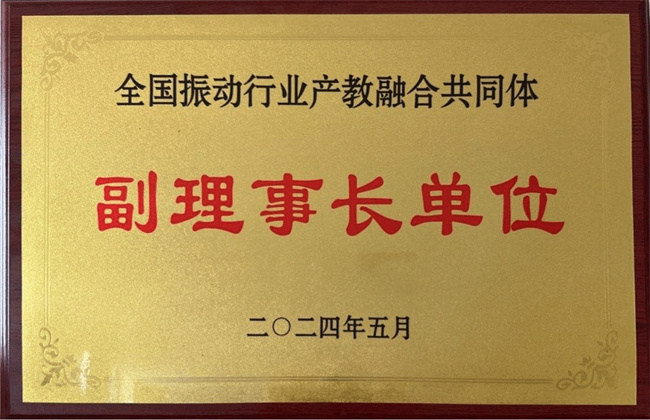 全国振动行业产教融合共同体
副理事长单位
二〇二四年五月